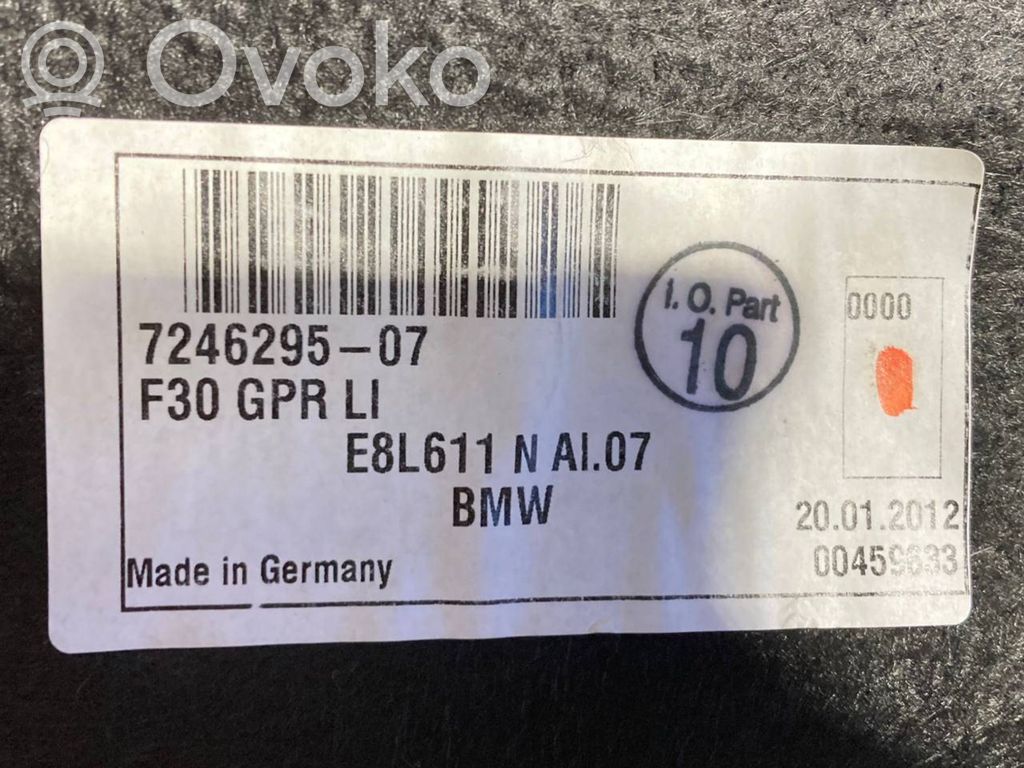 Ovoko
7246295-07
F30 GPR LI
E8L611 N AI.07
BMW
Made in Germany
i. O. Part
10
0000
20.01.2012
00459633